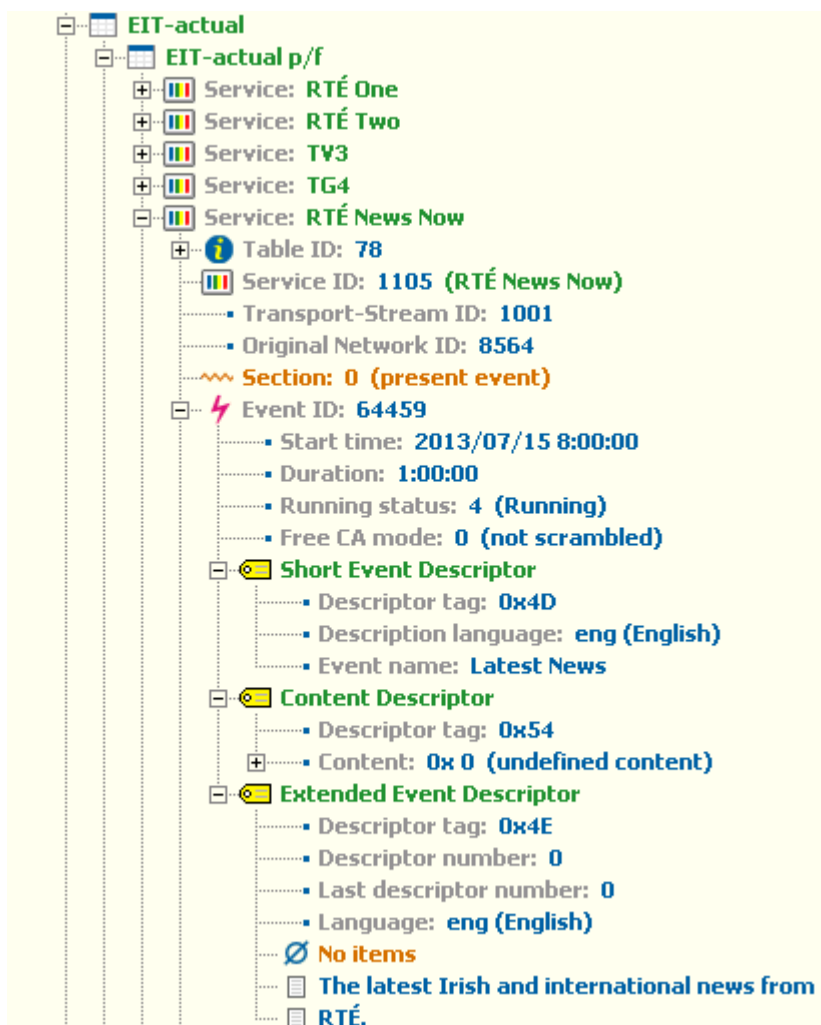 EIT-actual
EIT-actual p/f
Service: RTÉ One
Service: RTÉ Two
Service: TV3
Service: TG4
Service: RTÉ News Now
Table ID: 78
Service ID: 1105 (RTÉ News Now)
Transport-Stream ID: 1001
Original Network ID: 8564
Section: 0 (present event)
Event ID: 64459
Start time: 2013/07/15 8:00:00
Duration: 1:00:00
Running status: 4 (Running)
Free CA mode: 0 (not scrambled)
Short Event Descriptor
Descriptor tag: 0x4D
Description language: eng (English)
Event name: Latest News
Content Descriptor
Descriptor tag: 0x54
Content: 0x 0 (undefined content)
Extended Event Descriptor
Descriptor tag: 0x4E
Descriptor number: 0
Last descriptor number: 0
Language: eng (English)
No items
The latest Irish and international news from
RTÉ.